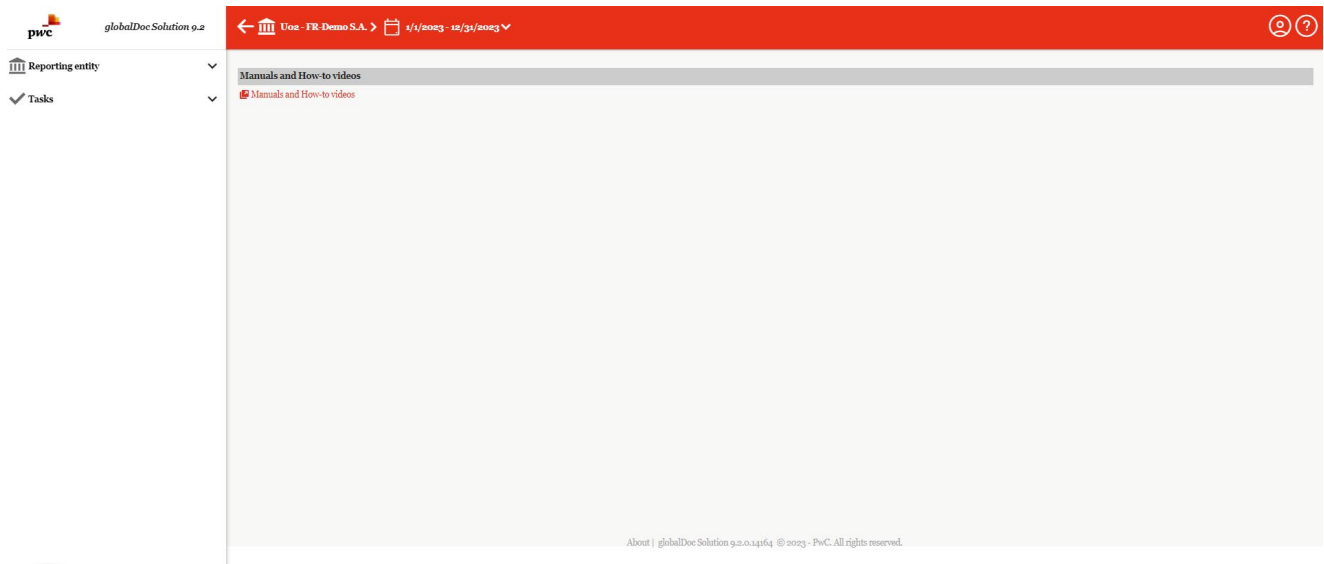 pwc
globalDoc Solution 9.2
U02 - FR-Demo S.A.
1/1/2023 - 12/31/2023
Reporting entity
Tasks
Manuals and How-to videos
Manuals and How-to videos
About | globalDoc Solution 9.2.0.14164 © 2023 - PwC. All rights reserved.